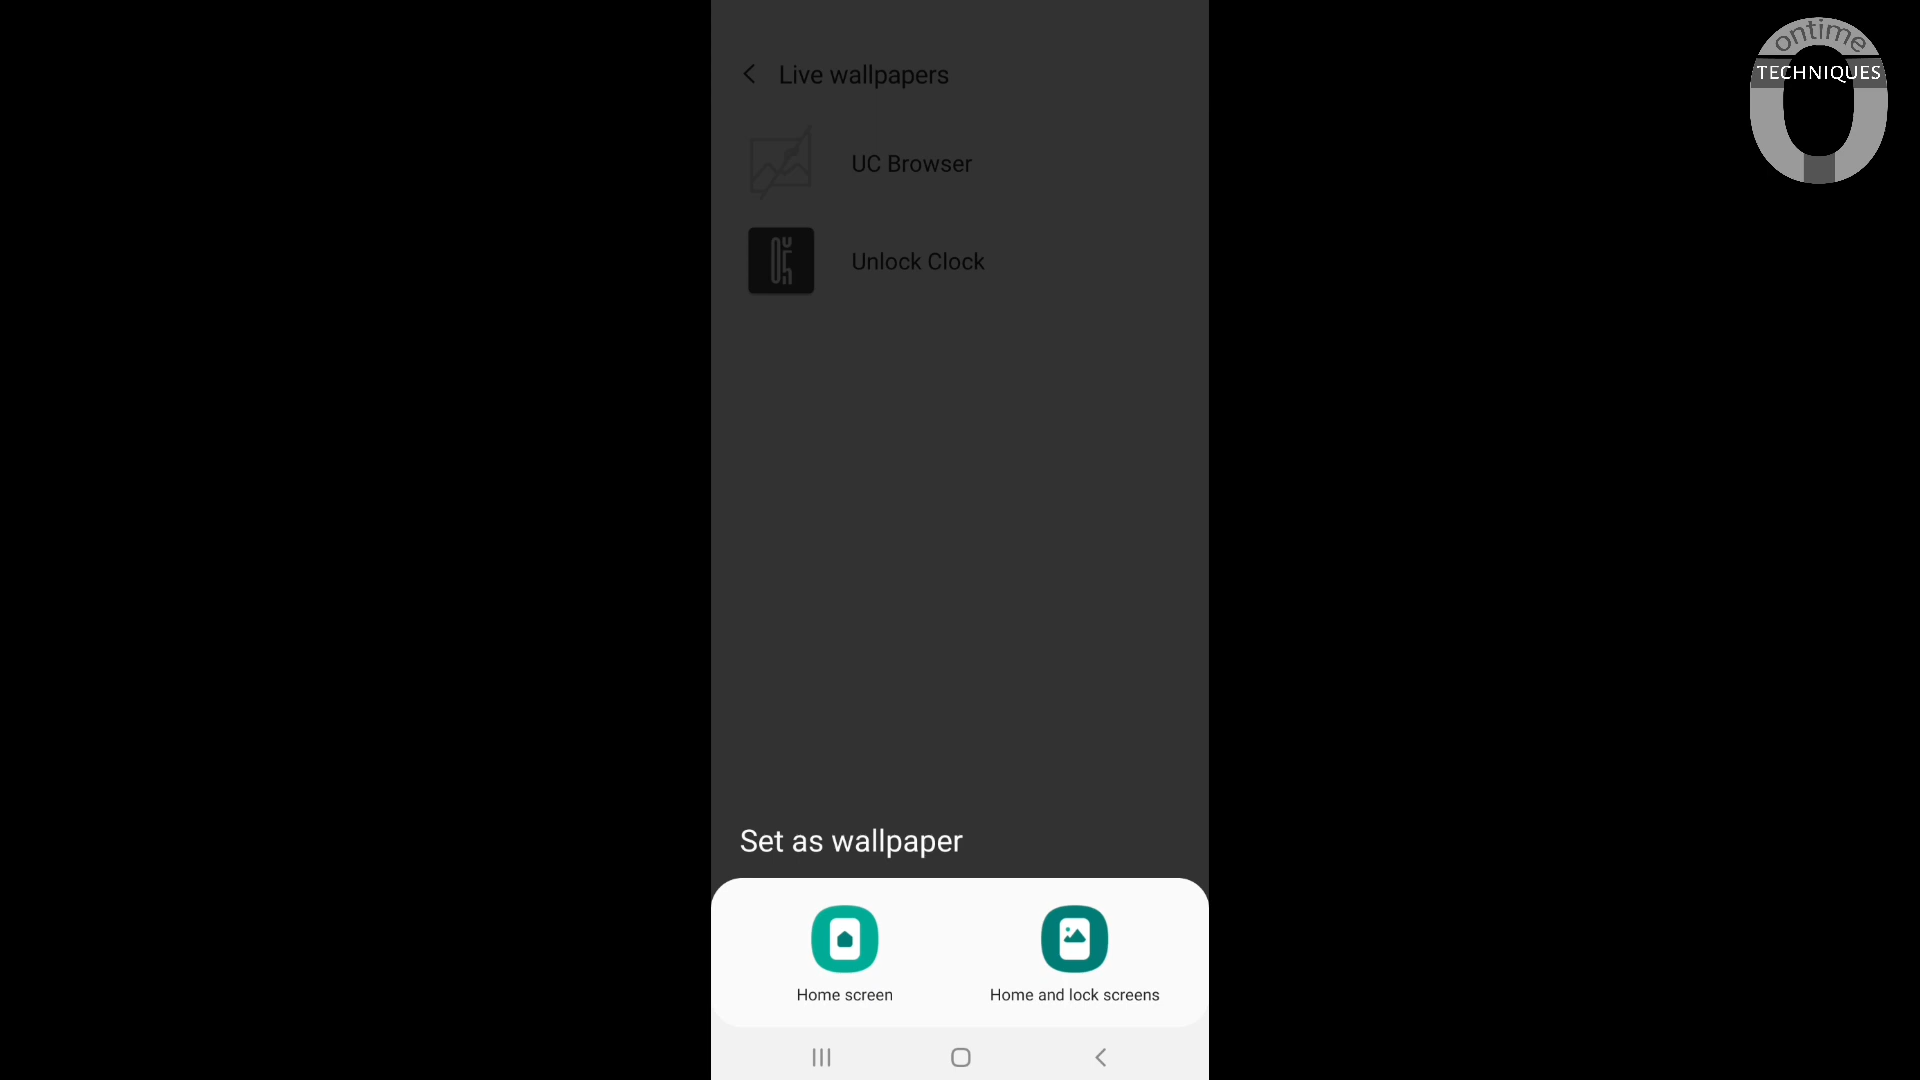 ontime
TECHNIQUES
Live wallpapers
UC Browser
Unlock Clock
Set as wallpaper
Home screen
Home and lock screens